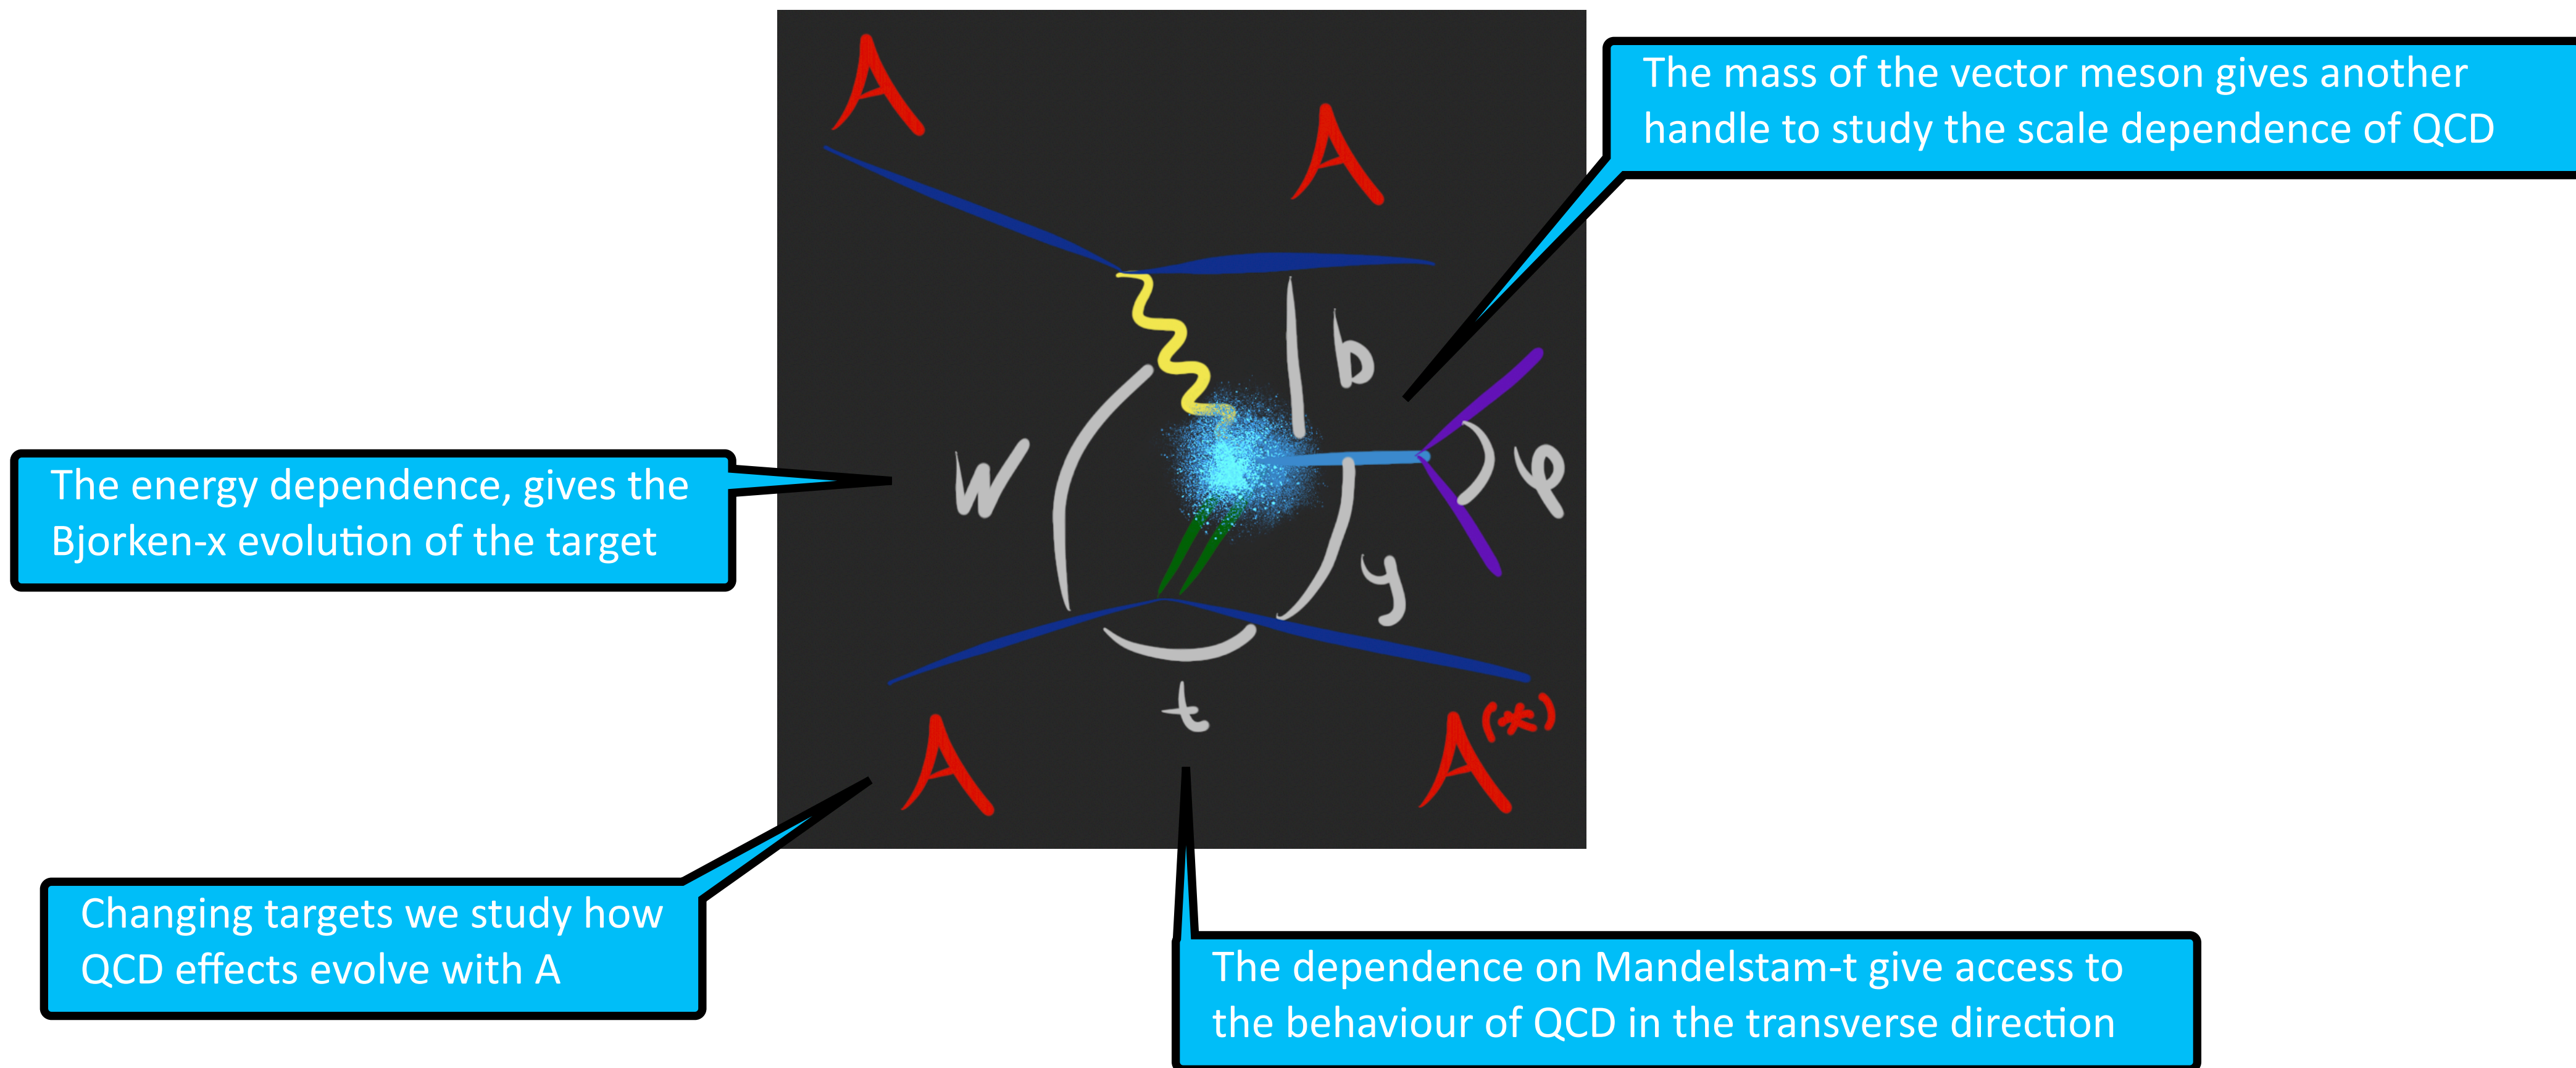 A
A
The mass of the vector meson gives another
handle to study the scale dependence of QCD
b
W
φ
The energy dependence, gives the
Bjorken-x evolution of the target
y
t
A
A(*)
Changing targets we study how
QCD effects evolve with A
The dependence on Mandelstam-t give access to
the behaviour of QCD in the transverse direction